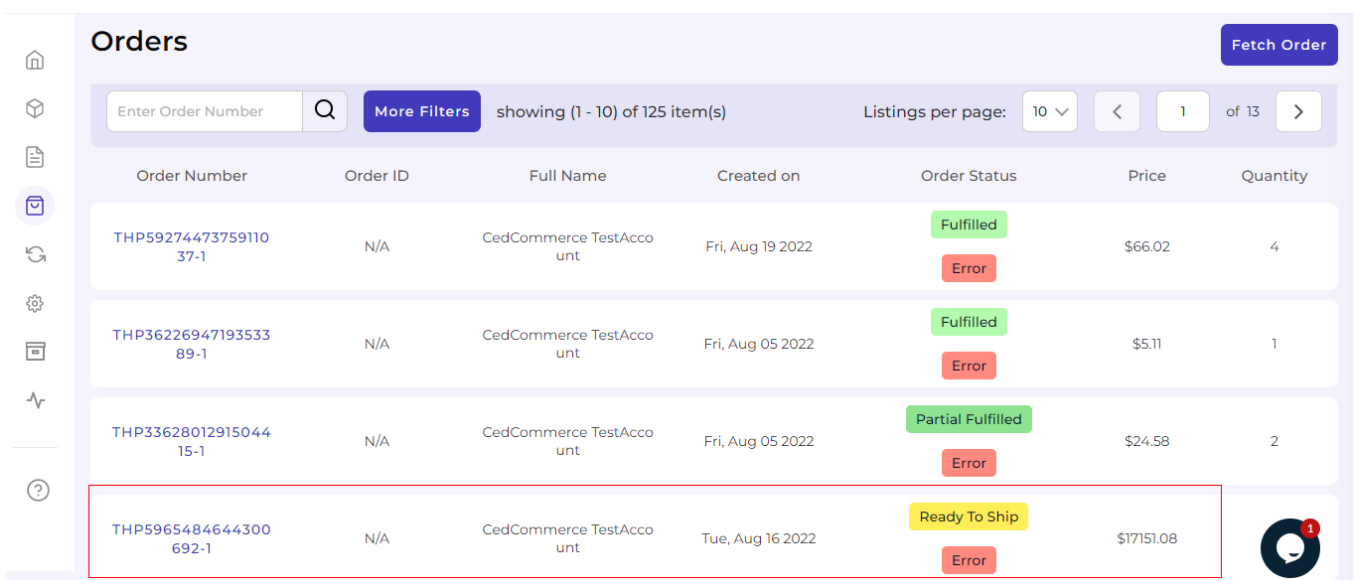 Orders
Fetch Order
Enter Order Number
More Filters
showing (1 - 10) of 125 item(s)
Listings per page:
10
1
of 13
Order Number
Order ID
Full Name
Created on
Order Status
Price
Quantity
THP59274473759110
37-1
N/A
CedCommerce TestAcco
unt
Fri, Aug 19 2022
Fulfilled
Error
$66.02
4
THP36226947193533
89-1
N/A
CedCommerce TestAcco
unt
Fri, Aug 05 2022
Fulfilled
Error
$5.11
1
THP33628012915044
15-1
N/A
CedCommerce TestAcco
unt
Fri, Aug 05 2022
Partial Fulfilled
Error
$24.58
2
THP5965484644300
692-1
N/A
CedCommerce TestAcco
unt
Tue, Aug 16 2022
Ready To Ship
Error
$17151.08
1